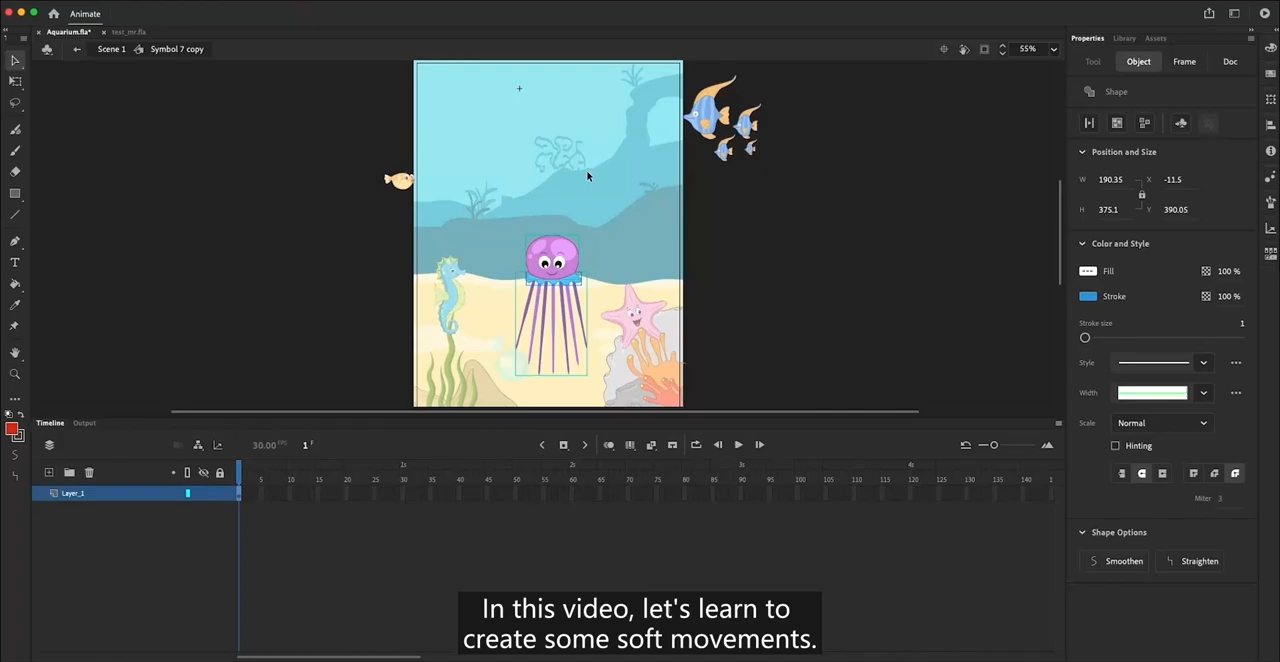 Animate
Aquarium.fla*
test_mr.fla
Scene 1
Symbol 7 copy
55%
Properties
Library
Assets
Tool
Object
Frame
Doc
Shape
Position and Size
W 190.35 X -11.5
H 375.1 Y 390.05
Color and Style
Fill 100 %
Stroke 100 %
Stroke size 1
Style
Width
Scale Normal
Hinting
Miter 3
Shape Options
Smoothen
Straighten
Timeline
Output
30.00 FPS 1 F
1s 2s 3s 4s
5 10 15 20 25 30 35 40 45 50 55 60 65 70 75 80 85 90 95 100 105 110 115 120 125 130 135 140 1
Layer_1
In this video, let's learn to
create some soft movements.